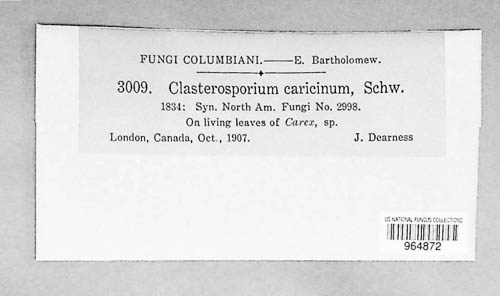 FUNGI COLUMBIANI.——E. Bartholomew.
3009. Clasterosporium caricinum, Schw.
1834: Syn. North Am. Fungi No. 2998.
On living leaves of Carex, sp.
London, Canada, Oct., 1907. J. Dearness
US NATIONAL FUNGUS COLLECTIONS
964872